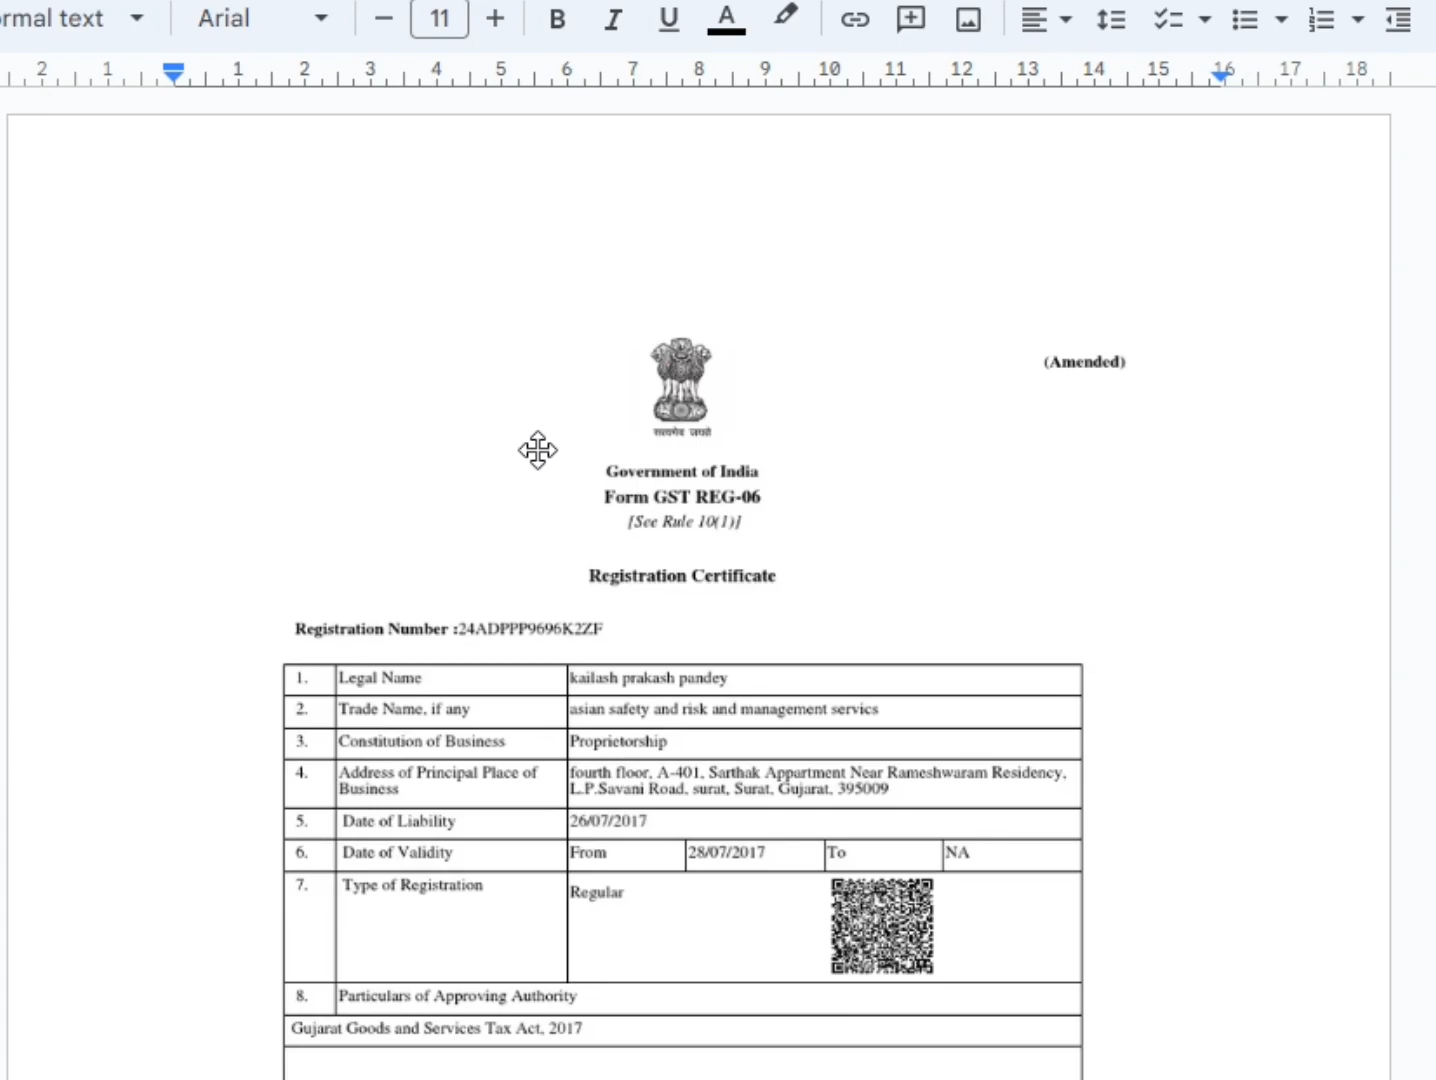 rmal text Arial 11 B I U A
2 1 1 2 3 4 5 6 7 8 9 10 11 12 13 14 15 16 17 18
(Amended)
सत्यमेव जयते
Government of India
Form GST REG-06
[See Rule 10(1)]
Registration Certificate
Registration Number :24ADPPP9696K2ZF
1. Legal Name kailash prakash pandey
2. Trade Name, if any asian safety and risk and management servics
3. Constitution of Business Proprietorship
4. Address of Principal Place of fourth floor, A-401, Sarthak Appartment Near Rameshwaram Residency,
Business L.P.Savani Road, surat, Surat, Gujarat, 395009
5. Date of Liability 26/07/2017
6. Date of Validity From 28/07/2017 To NA
7. Type of Registration Regular
8. Particulars of Approving Authority
Gujarat Goods and Services Tax Act, 2017